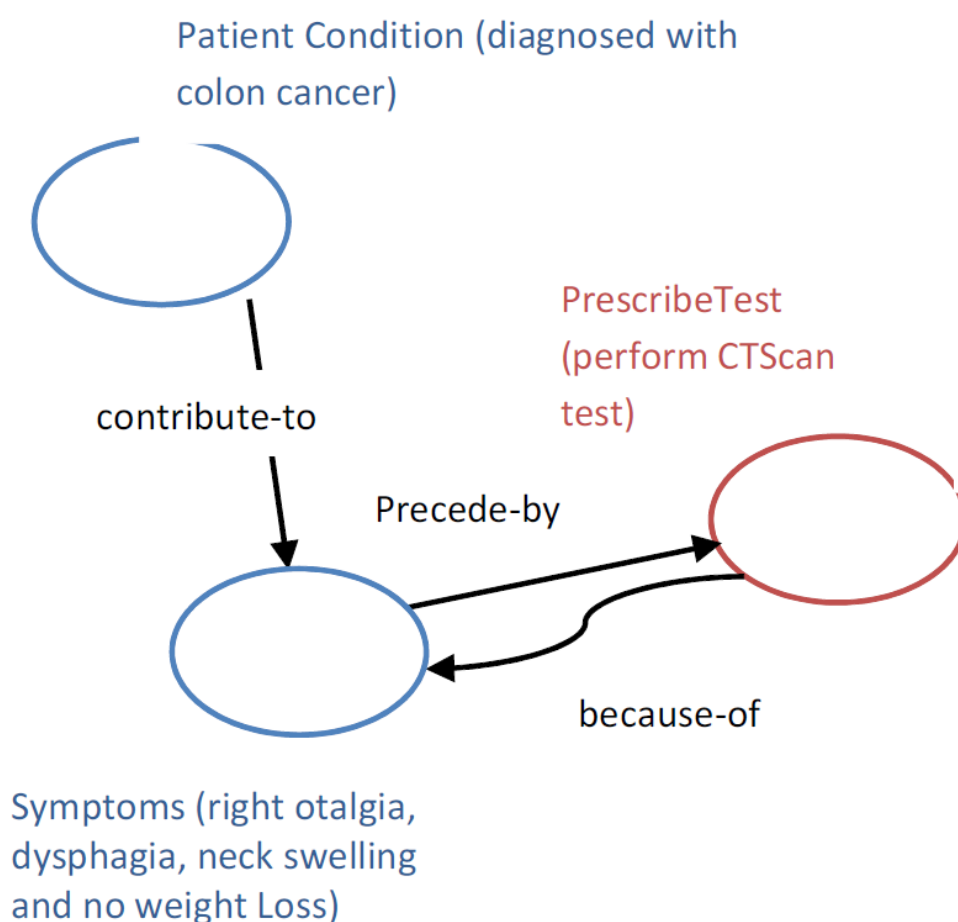 Patient Condition (diagnosed with
colon cancer)
PrescribeTest
(perform CTScan
test)
contribute-to
Precede-by
because-of
Symptoms (right otalgia,
dysphagia, neck swelling
and no weight Loss)